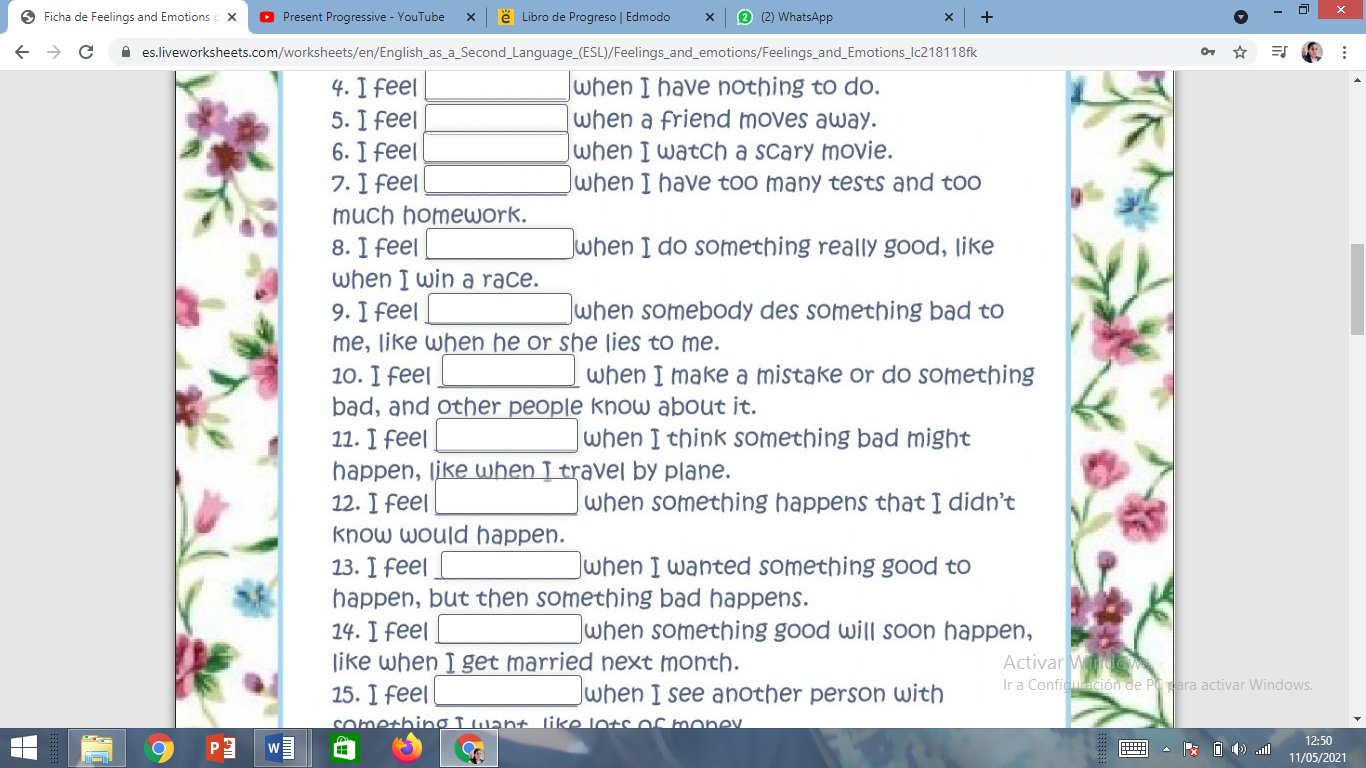 Ficha de Feelings and Emotions p
Present Progressive - YouTube
Libro de Progreso | Edmodo
(2) WhatsApp
es.liveworksheets.com/worksheets/en/English_as_a_Second_Language_(ESL)/Feelings_and_emotions/Feelings_and_Emotions_lc218118fk
4. I feel when I have nothing to do.
5. I feel when a friend moves away.
6. I feel when I watch a scary movie.
7. I feel when I have too many tests and too
much homework.
8. I feel when I do something really good, like
when I win a race.
9. I feel when somebody des something bad to
me, like when he or she lies to me.
10. I feel when I make a mistake or do something
bad, and other people know about it.
11. I feel when I think something bad might
happen, like when I travel by plane.
12. I feel when something happens that I didn't
know would happen.
13. I feel when I wanted something good to
happen, but then something bad happens.
14. I feel when something good will soon happen,
like when I get married next month.
15. I feel when I see another person with
something I want, like lots of money
Activar Windows
Ir a Configuración de PC para activar Windows.
12:50
11/05/2021